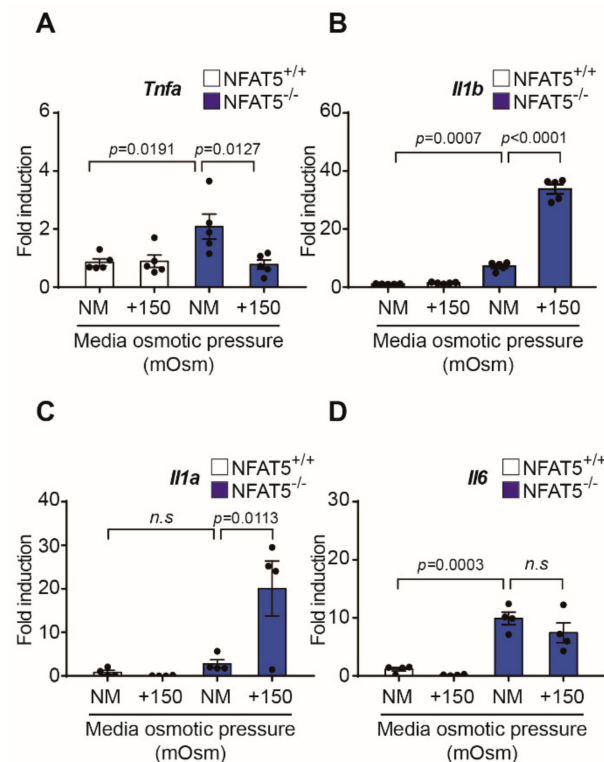 A
Tnfa
NFAT5+/+
NFAT5-/-
Fold induction
6
4
2
0
p=0.0191
p=0.0127
NM +150 NM +150
Media osmotic pressure
(mOsm)
B
Il1b
NFAT5+/+
NFAT5-/-
Fold induction
60
40
20
0
p=0.0007
p<0.0001
NM +150 NM +150
Media osmotic pressure
(mOsm)
C
Il1a
NFAT5+/+
NFAT5-/-
Fold induction
40
30
20
10
0
n.s
p=0.0113
NM +150 NM +150
Media osmotic pressure
(mOsm)
D
Il6
NFAT5+/+
NFAT5-/-
Fold induction
30
20
10
0
p=0.0003
n.s
NM +150 NM +150
Media osmotic pressure
(mOsm)